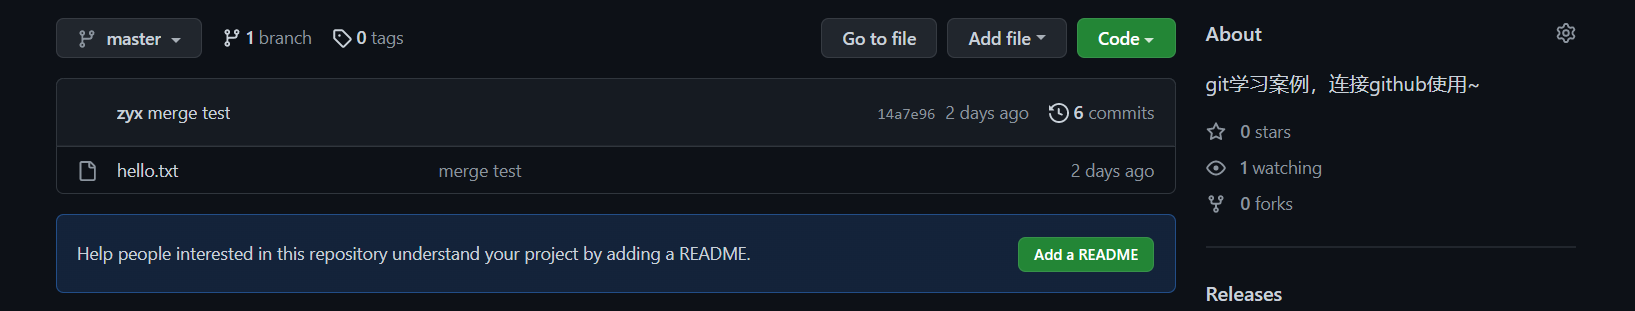 master 1 branch 0 tags Go to file Add file Code
zyx merge test 14a7e96 2 days ago 6 commits
hello.txt merge test 2 days ago
Help people interested in this repository understand your project by adding a README. Add a README
About
git学习案例，连接github使用~
0 stars
1 watching
0 forks
Releases